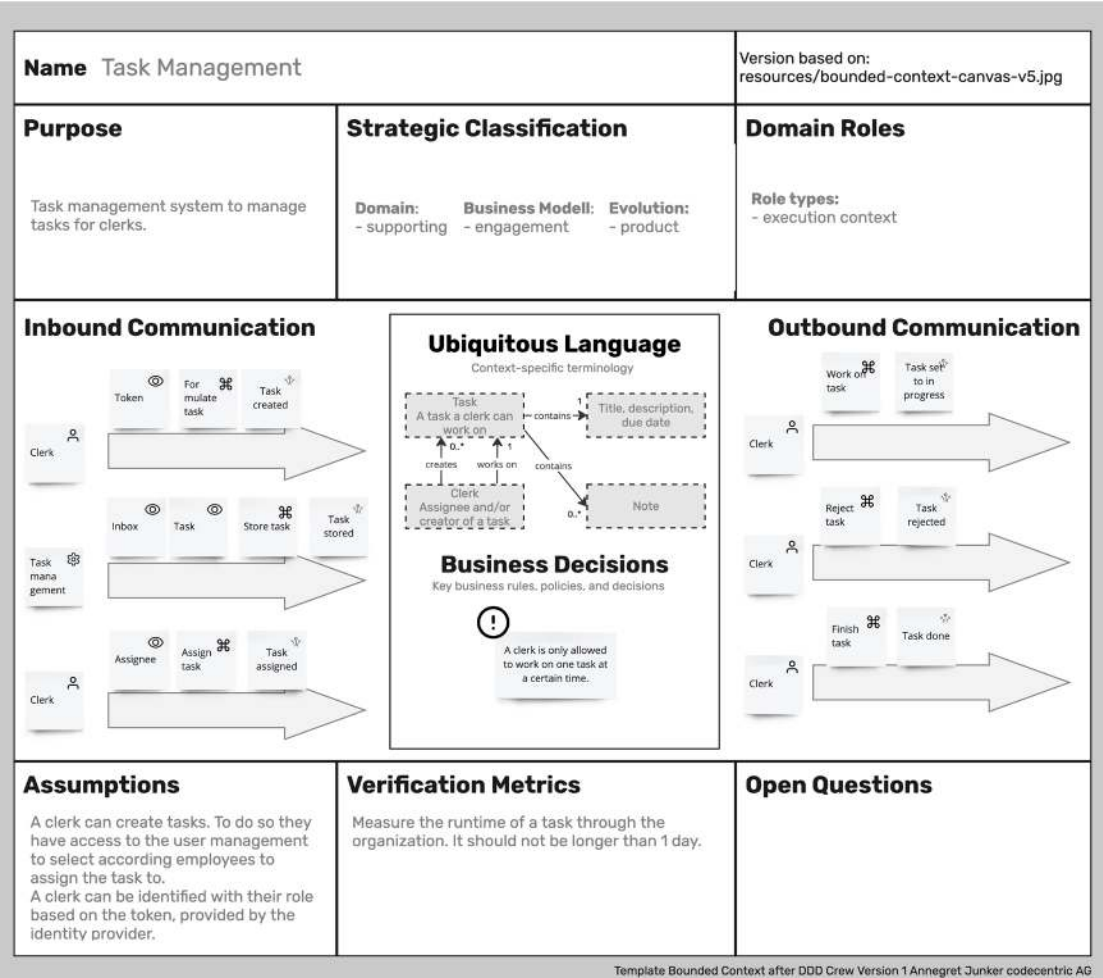 Name Task Management
Version based on:
resources/bounded-context-canvas-v5.jpg
Purpose
Task management system to manage
tasks for clerks.
Strategic Classification
Domain:
- supporting
Business Modell:
- engagement
Evolution:
- product
Domain Roles
Role types:
- execution context
Inbound Communication
Clerk
Token
For
mulate
task
Task
created
Task
mana
gement
Inbox
Task
Store task
Task
stored
Clerk
Assignee
Assign
task
Task
assigned
Ubiquitous Language
Context-specific terminology
Task
A task a clerk can
work on
contains
1
Title, description,
due date
0..*
1
creates
works on
contains
Clerk
Assignee and/or
creator of a task
0..*
Note
Business Decisions
Key business rules, policies, and decisions
!
A clerk is only allowed
to work on one task at
a certain time.
Outbound Communication
Clerk
Work on
task
Task set
to in
progress
Clerk
Reject
task
Task
rejected
Clerk
Finish
task
Task done
Assumptions
A clerk can create tasks. To do so they
have access to the user management
to select according employees to
assign the task to.
A clerk can be identified with their role
based on the token, provided by the
identity provider.
Verification Metrics
Measure the runtime of a task through the
organization. It should not be longer than 1 day.
Open Questions
Template Bounded Context after DDD Crew Version 1 Annegret Junker codecentric AG